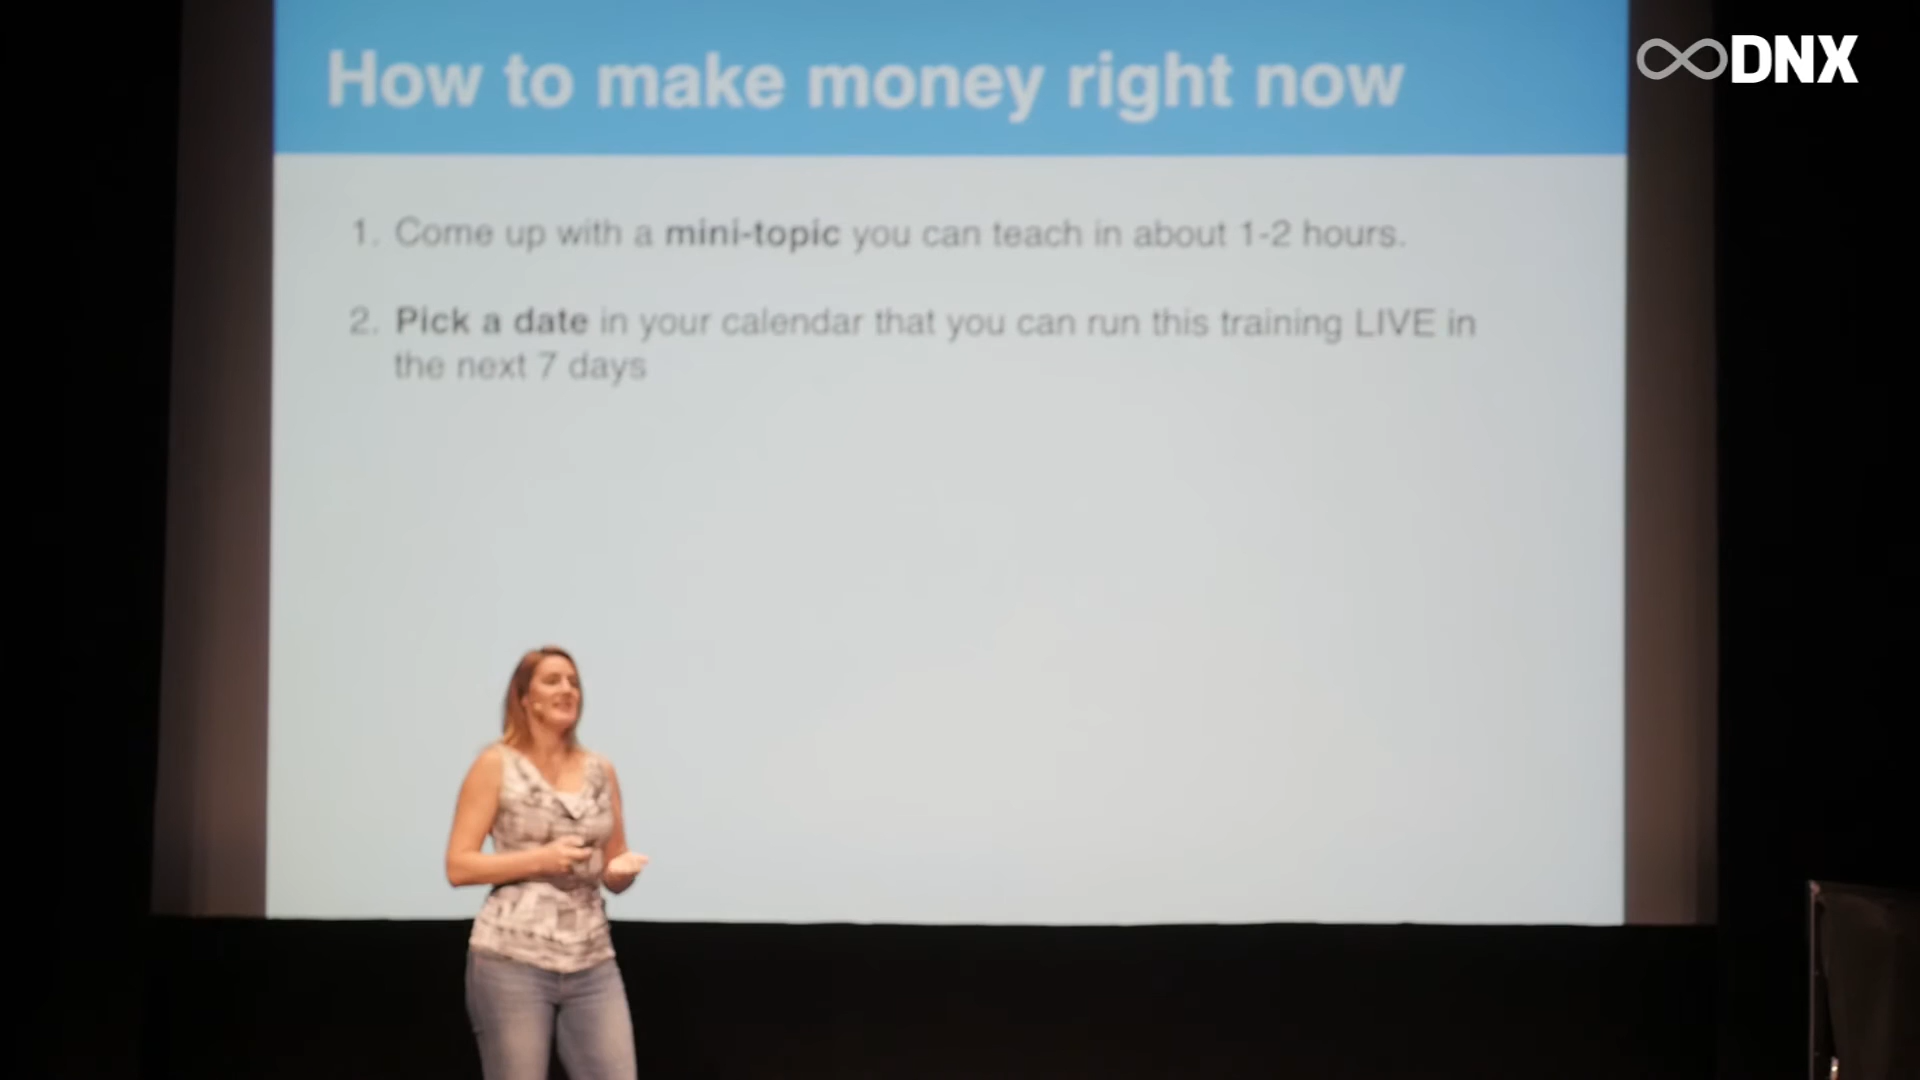 How to make money right now
DNX
1. Come up with a mini-topic you can teach in about 1-2 hours.
2. Pick a date in your calendar that you can run this training LIVE in
the next 7 days